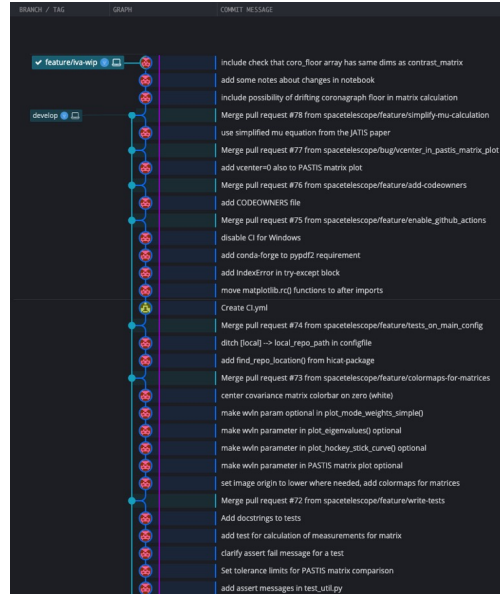 BRANCH / TAG GRAPH COMMIT MESSAGE
feature/iva-wip include check that coro_floor array has same dims as contrast_matrix
add some notes about changes in notebook
include possibility of drifting coronagraph floor in matrix calculation
develop Merge pull request #78 from spacetelescope/feature/simplify-mu-calculation
use simplified mu equation from the JATIS paper
Merge pull request #77 from spacetelescope/bug/vcenter_in_pastis_matrix_plot
add vcenter=0 also to PASTIS matrix plot
Merge pull request #76 from spacetelescope/feature/add-codeowners
add CODEOWNERS file
Merge pull request #75 from spacetelescope/feature/enable_github_actions
disable CI for Windows
add conda-forge to pypdf2 requirement
add IndexError in try-except block
move matplotlib.rc() functions to after imports
Create CI.yml
Merge pull request #74 from spacetelescope/feature/tests_on_main_config
ditch [local] --> local_repo_path in configfile
add find_repo_location() from hicat-package
Merge pull request #73 from spacetelescope/feature/colormaps-for-matrices
center covariance matrix colorbar on zero (white)
make wvln param optional in plot_mode_weights_simple()
make wvln parameter in plot_eigenvalues() optional
make wvln parameter in plot_hockey_stick_curve() optional
make wvln parameter in PASTIS matrix plot optional
set image origin to lower where needed, add colormaps for matrices
Merge pull request #72 from spacetelescope/feature/write-tests
Add docstrings to tests
add test for calculation of measurements for matrix
clarify assert fail message for a test
Set tolerance limits for PASTIS matrix comparison
add assert messages in test_util.py